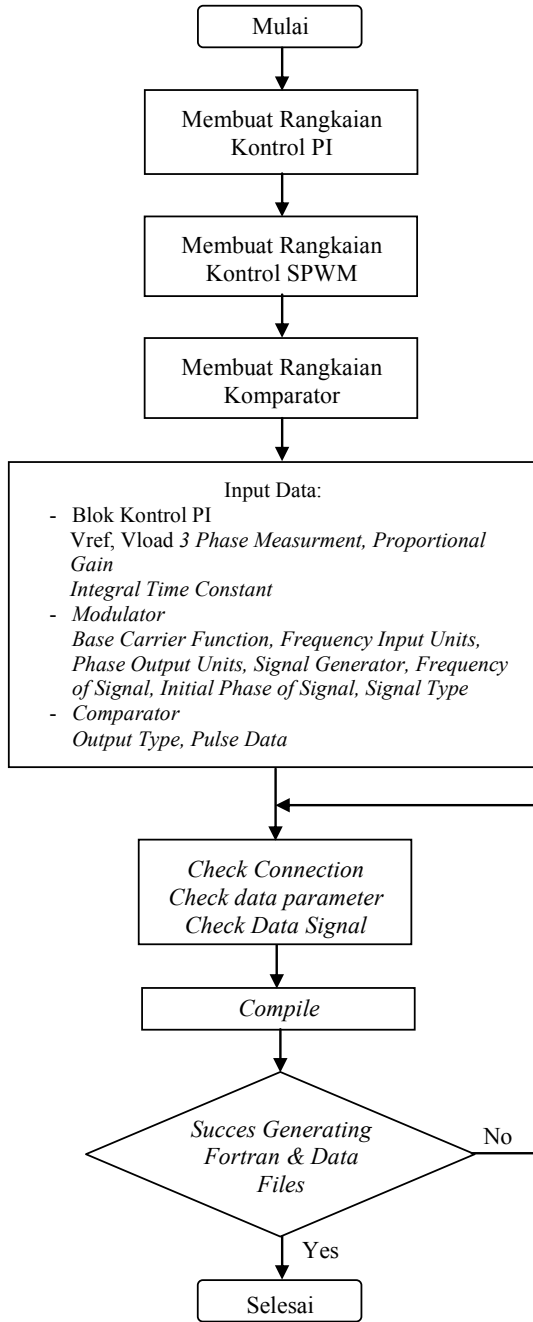 Mulai
Membuat Rangkaian
Kontrol PI
Membuat Rangkaian
Kontrol SPWM
Membuat Rangkaian
Komparator
Input Data:
- Blok Kontrol PI
Vref, Vload 3 Phase Measurment, Proportional
Gain
Integral Time Constant
- Modulator
Base Carrier Function, Frequency Input Units,
Phase Output Units, Signal Generator, Frequency
of Signal, Initial Phase of Signal, Signal Type
- Comparator
Output Type, Pulse Data
Check Connection
Check data parameter
Check Data Signal
Compile
Succes Generating
Fortran & Data
Files
No
Yes
Selesai